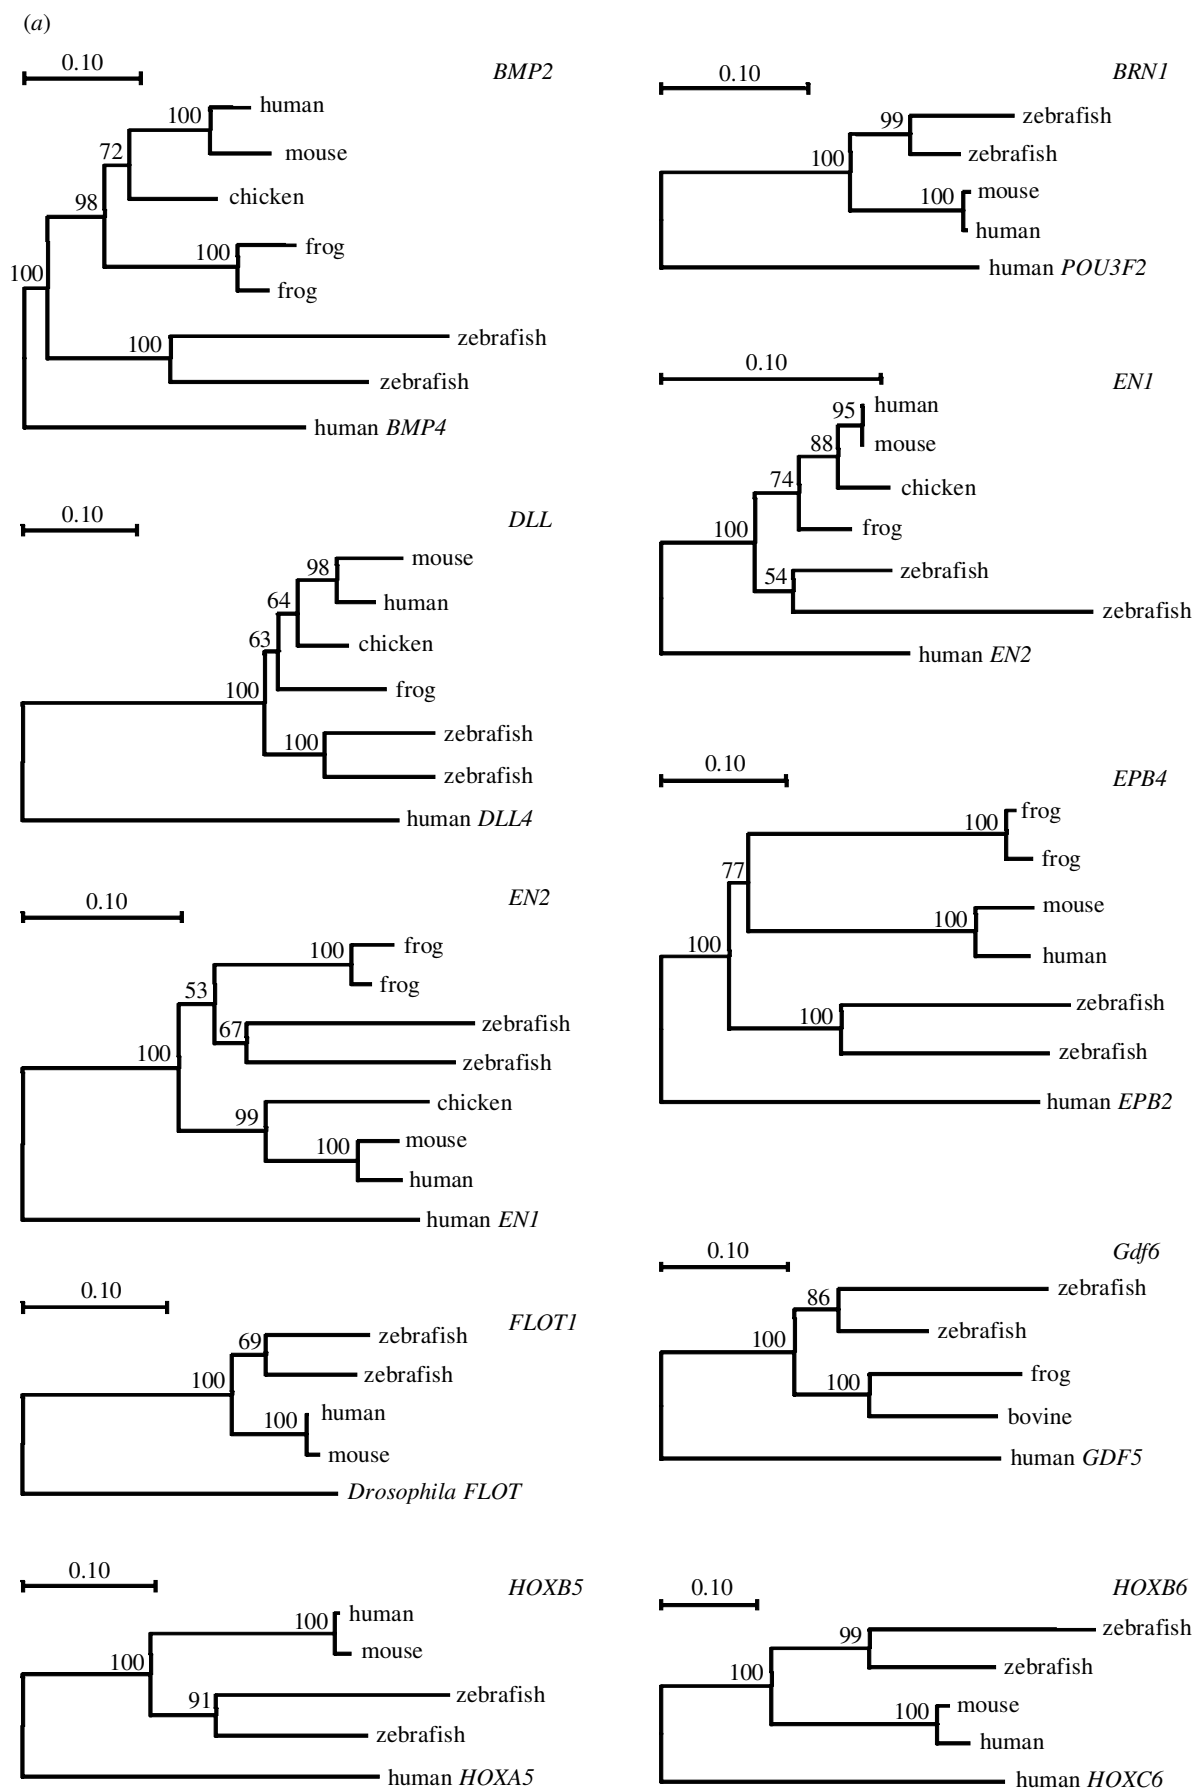 (a)
0.10
BMP2
100
human
mouse
72
chicken
98
100
frog
frog
100
100
zebrafish
zebrafish
human BMP4
0.10
DLL
98
mouse
human
64
chicken
63
frog
100
100
zebrafish
zebrafish
human DLL4
0.10
EN2
100
frog
frog
53
67
zebrafish
zebrafish
100
chicken
99
100
mouse
human
human EN1
0.10
FLOT1
69
zebrafish
zebrafish
100
100
human
mouse
Drosophila FLOT
0.10
HOXB5
100
human
mouse
100
91
zebrafish
zebrafish
human HOXA5
0.10
BRN1
99
zebrafish
zebrafish
100
100
mouse
human
human POU3F2
0.10
EN1
95
human
mouse
88
chicken
74
frog
100
54
zebrafish
zebrafish
human EN2
0.10
EPB4
100
frog
frog
77
100
mouse
human
100
100
zebrafish
zebrafish
human EPB2
0.10
Gdf6
86
zebrafish
zebrafish
100
100
frog
bovine
human GDF5
0.10
HOXB6
99
zebrafish
zebrafish
100
100
mouse
human
human HOXC6